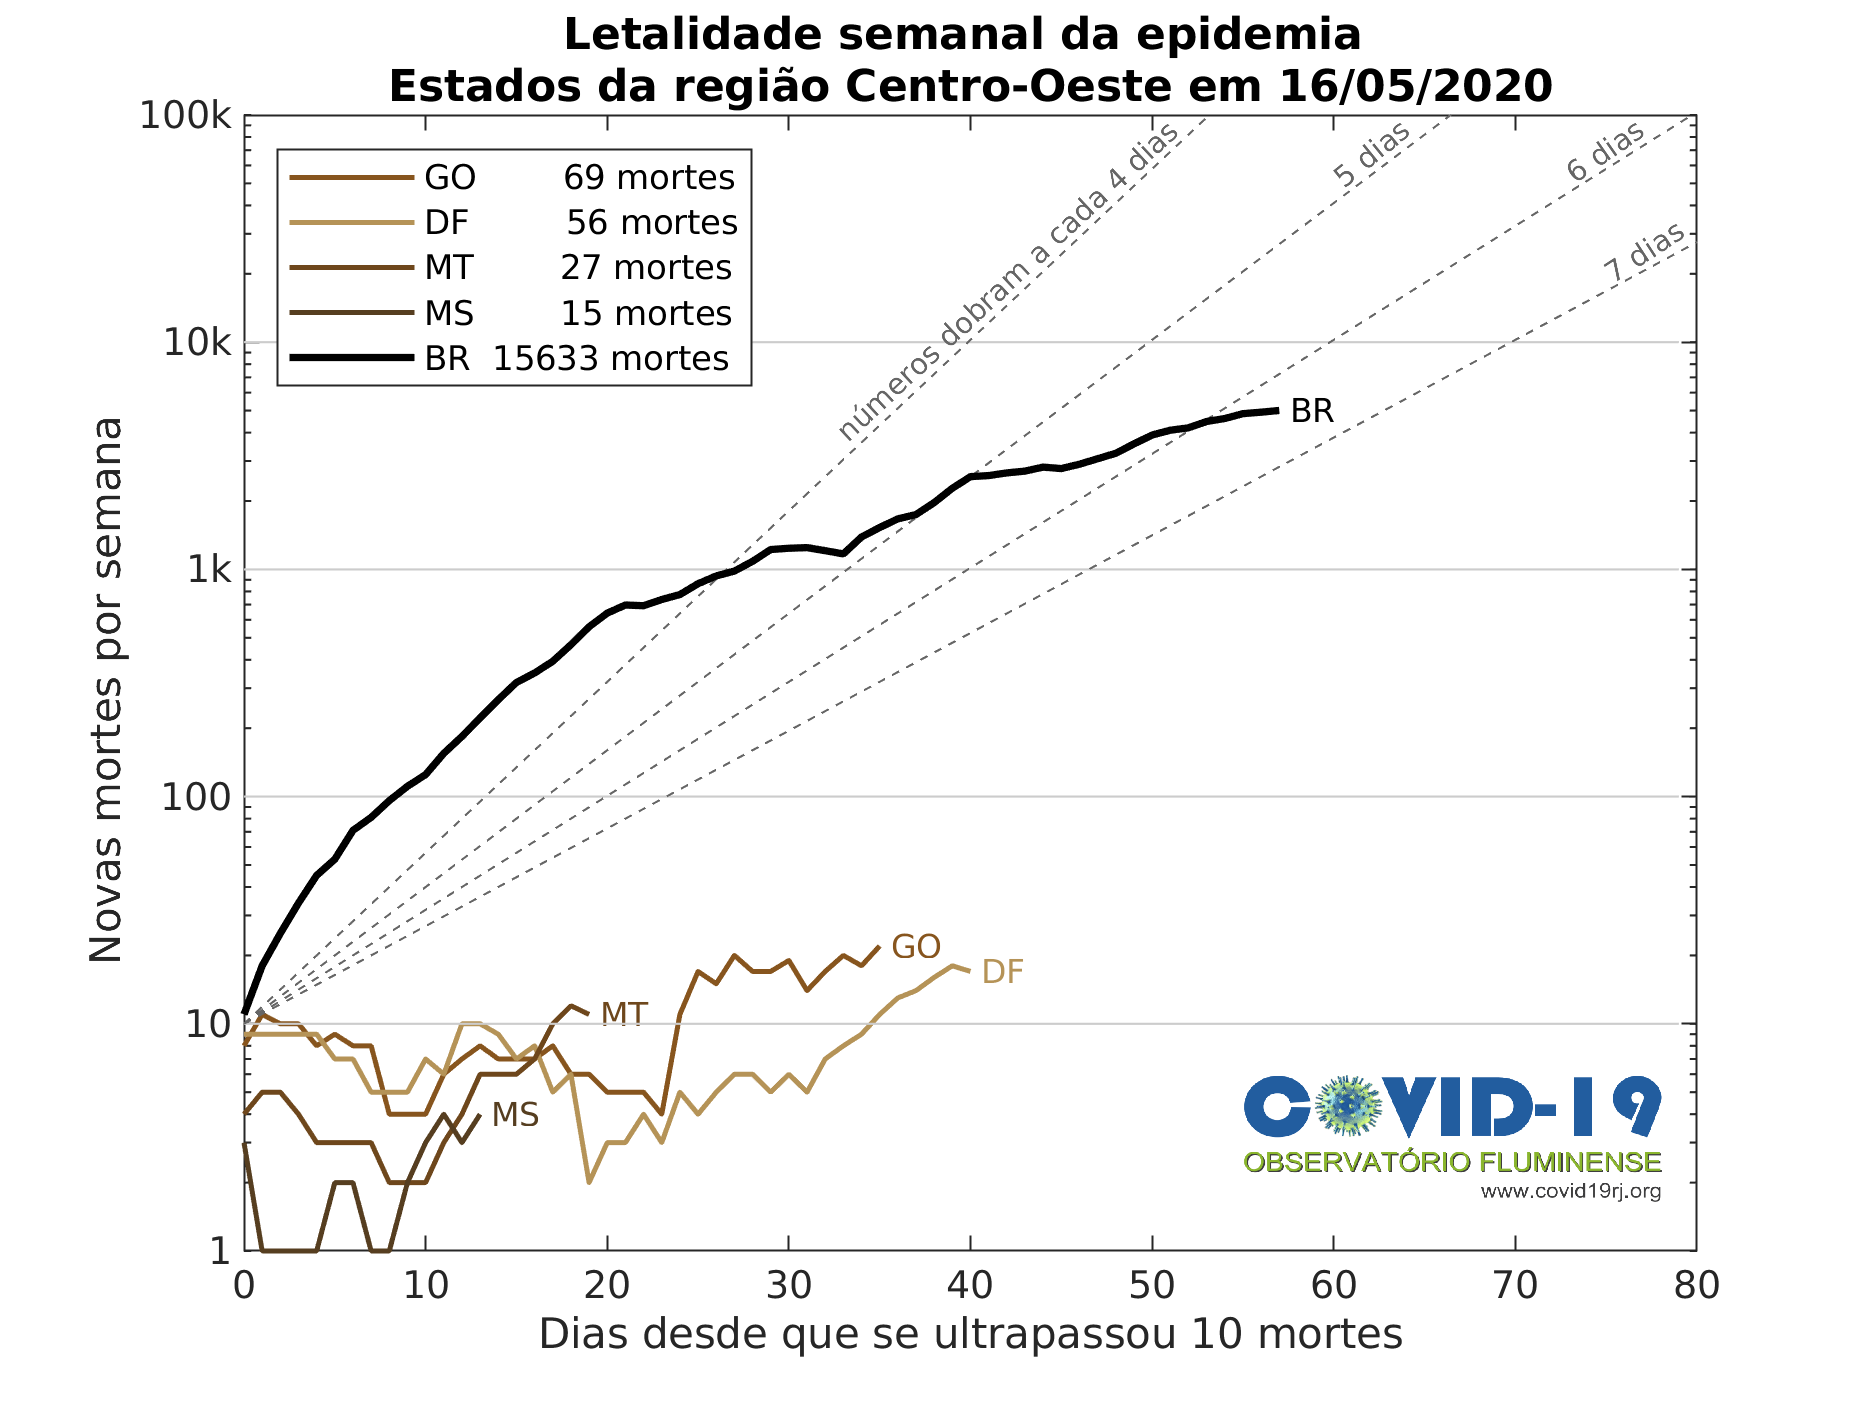 Letalidade semanal da epidemia
Estados da região Centro-Oeste em 16/05/2020
100k
10k
1k
100
10
1
Novas mortes por semana
GO 69 mortes
DF 56 mortes
MT 27 mortes
MS 15 mortes
BR 15633 mortes
números dobram a cada 4 dias
5 dias
6 dias
7 dias
BR
GO
DF
MT
MS
COVID-19
OBSERVATÓRIO FLUMINENSE
www.covid19rj.org
0 10 20 30 40 50 60 70 80
Dias desde que se ultrapassou 10 mortes